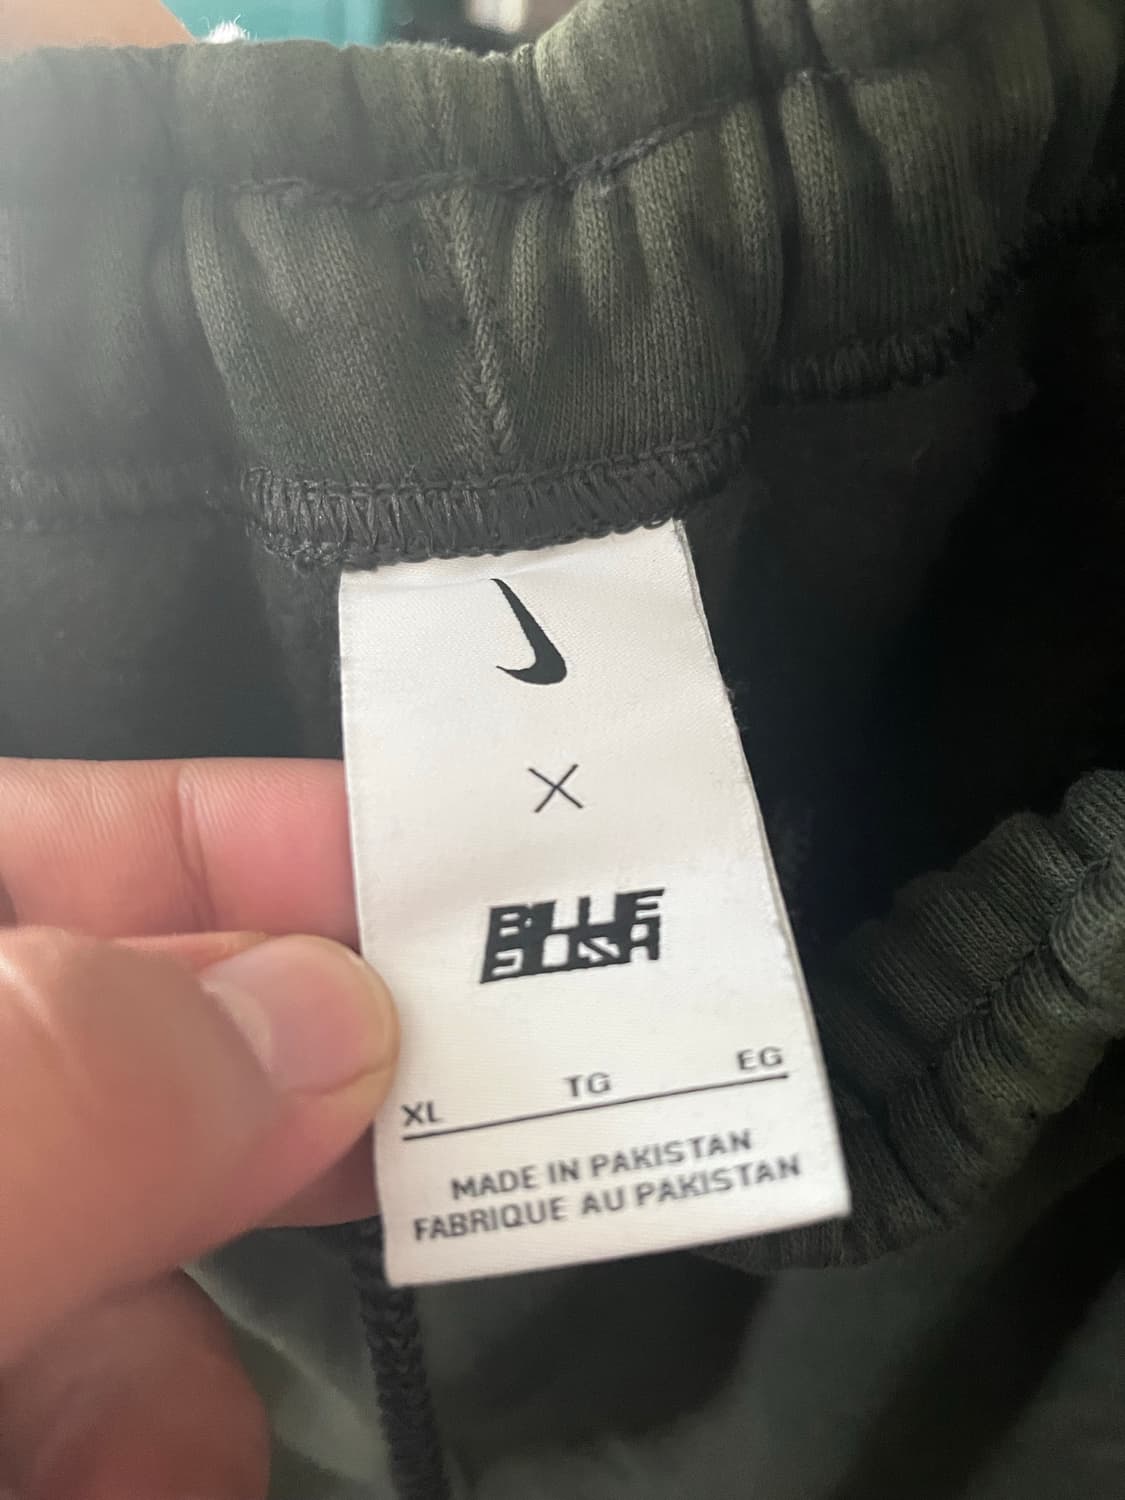 ×
XL TG EG
MADE IN PAKISTAN
FABRIQUE AU PAKISTAN